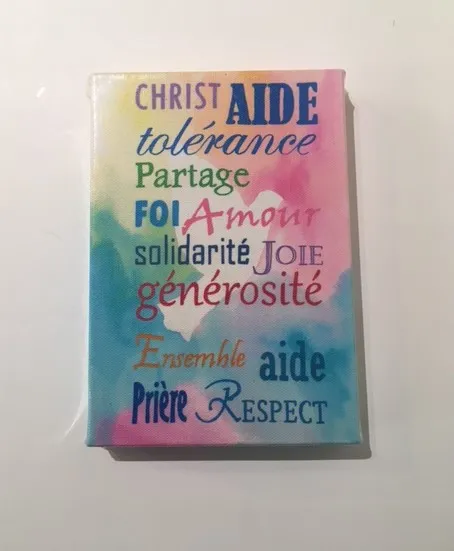 CHRIST AIDE
tolérance
Partage
FOI Amour
solidarité JOIE
générosité
Ensemble aide
Prière RESPECT